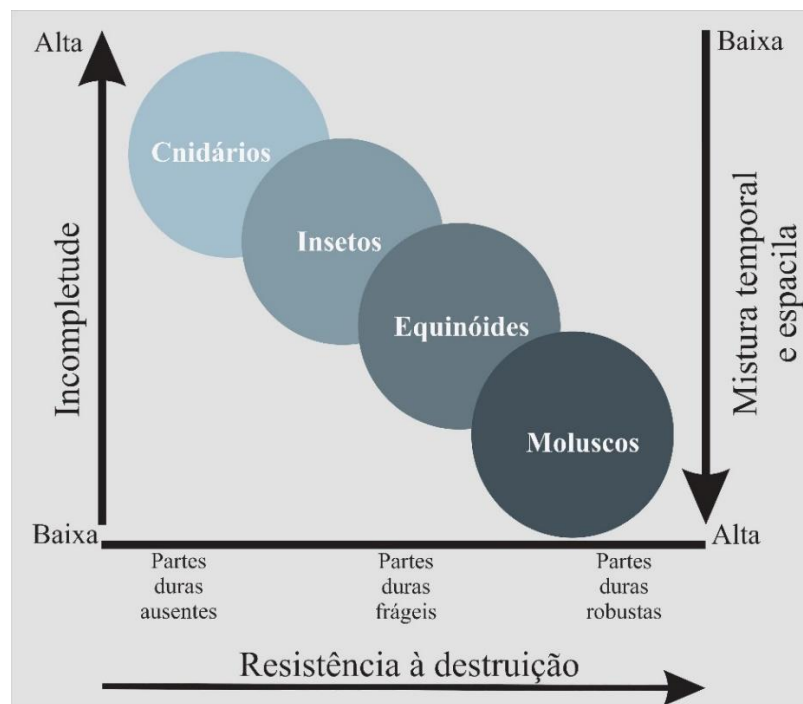 Alta
Baixa
Cnidários
Insetos
Equinóides
Moluscos
Incompletude
Mistura temporal
e espacila
Baixa
Alta
Partes
duras
ausentes
Partes
duras
frágeis
Partes
duras
robustas
Resistência à destruição